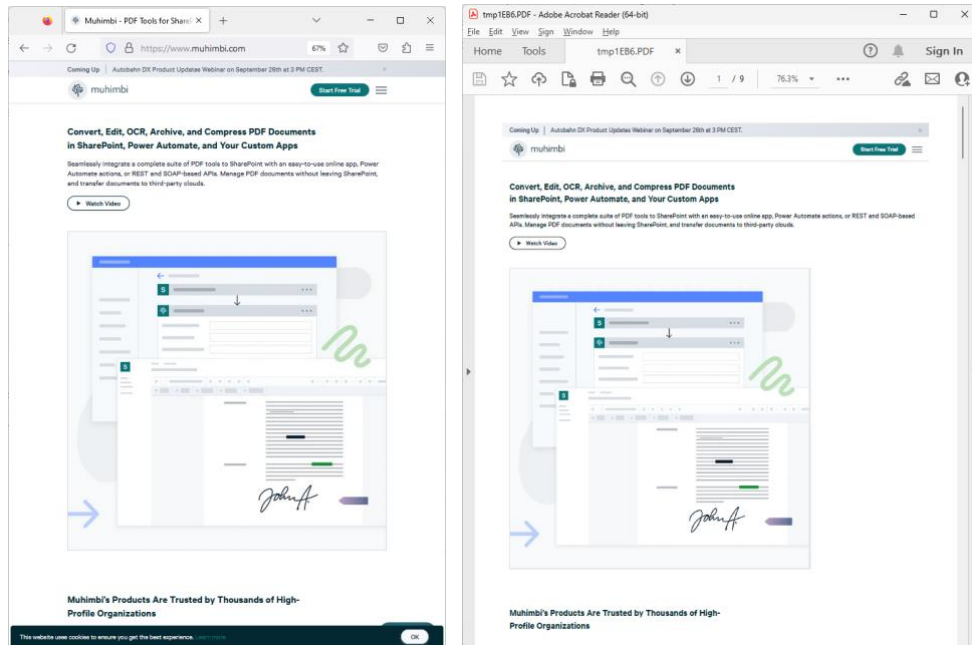 Muhimbi - PDF Tools for Share
https://www.muhimbi.com
67%
Coming Up | Autobahn DX Product Updates Webinar on September 28th at 3 PM CEST.
muhimbi
Start Free Trial
Convert, Edit, OCR, Archive, and Compress PDF Documents
in SharePoint, Power Automate, and Your Custom Apps
Seamlessly integrate a complete suite of PDF tools to SharePoint with an easy-to-use online app, Power
Automate actions, or REST and SOAP-based APIs. Manage PDF documents without leaving SharePoint,
and transfer documents to third-party clouds.
Watch Video
S
S
John A.
Muhimbi's Products Are Trusted by Thousands of High-
Profile Organizations
This website uses cookies to ensure you get the best experience. Learn more
OK
tmp1EB6.PDF - Adobe Acrobat Reader (64-bit)
File Edit View Sign Window Help
Home Tools tmp1EB6.PDF Sign In
1 / 9 76.3%
Coming Up | Autobahn DX Product Updates Webinar on September 28th at 3 PM CEST.
muhimbi
Start Free Trial
Convert, Edit, OCR, Archive, and Compress PDF Documents
in SharePoint, Power Automate, and Your Custom Apps
Seamlessly integrate a complete suite of PDF tools to SharePoint with an easy-to-use online app, Power Automate actions, or REST and SOAP-based
APIs. Manage PDF documents without leaving SharePoint, and transfer documents to third-party clouds.
Watch Video
S
S
John A.
Muhimbi's Products Are Trusted by Thousands of High-
Profile Organizations